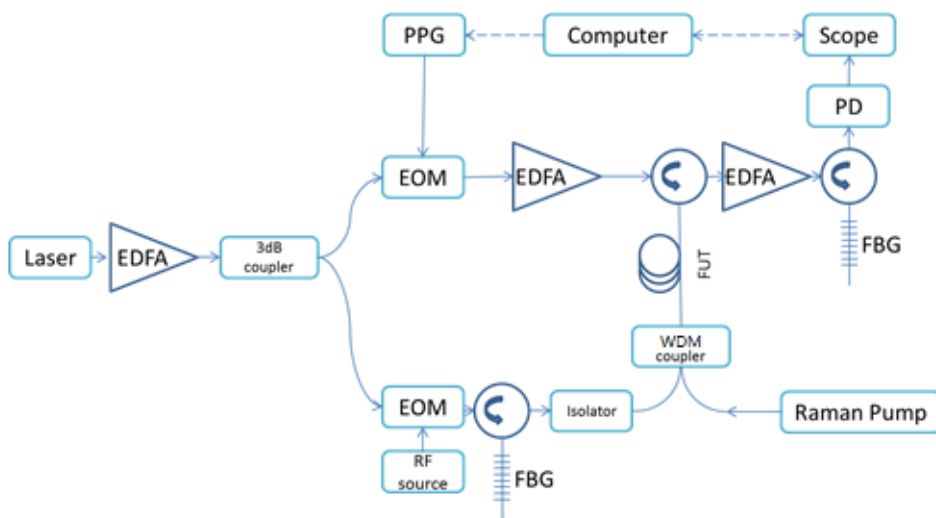 PPG
Computer
Scope
PD
EOM
EDFA
EDFA
FBG
Laser
EDFA
3dB
coupler
FUT
WDM
coupler
EOM
Isolator
Raman Pump
RF
source
FBG